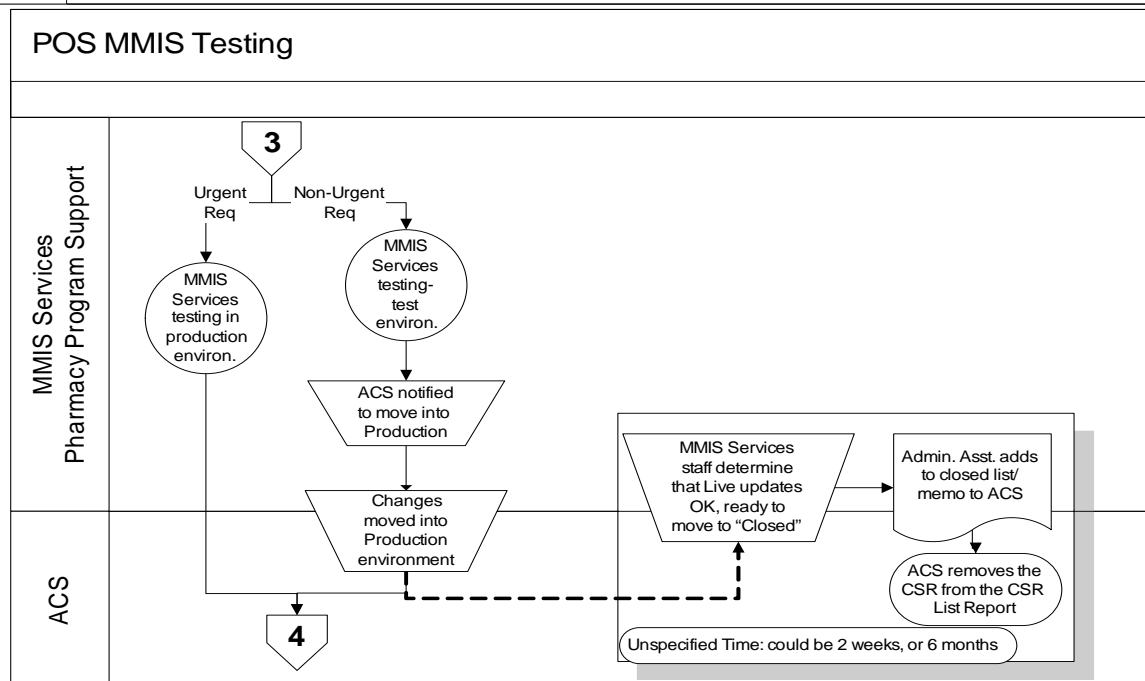 POS MMIS Testing
MMIS Services
Pharmacy Program Support
3
Urgent
Req
Non-Urgent
Req
MMIS
Services
testing in
production
environ.
MMIS
Services
testing-
test
environ.
ACS notified
to move into
Production
Changes
moved into
Production
environment
MMIS Services
staff determine
that Live updates
OK, ready to
move to “Closed”
Admin. Asst. adds
to closed list/
memo to ACS
ACS
ACS removes the
CSR from the CSR
List Report
4
Unspecified Time: could be 2 weeks, or 6 months